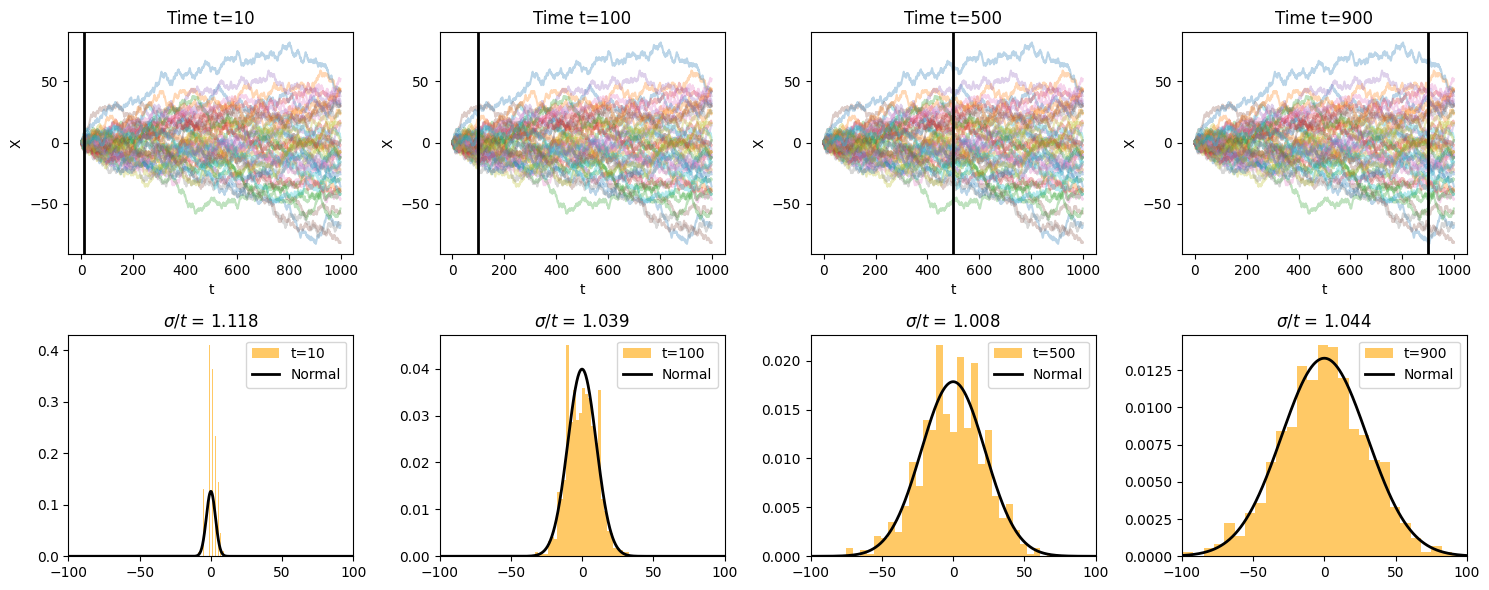 Time t=10
Time t=100
Time t=500
Time t=900
50
0
−50
X
0 200 400 600 800 1000
t
50
0
−50
X
0 200 400 600 800 1000
t
50
0
−50
X
0 200 400 600 800 1000
t
50
0
−50
X
0 200 400 600 800 1000
t
σ/t = 1.118
0.4
0.3
0.2
0.1
0.0
t=10
Normal
−100 −50 0 50 100
σ/t = 1.039
0.04
0.03
0.02
0.01
0.00
t=100
Normal
−100 −50 0 50 100
σ/t = 1.008
0.020
0.015
0.010
0.005
0.000
t=500
Normal
−100 −50 0 50 100
σ/t = 1.044
0.0125
0.0100
0.0075
0.0050
0.0025
0.0000
t=900
Normal
−100 −50 0 50 100